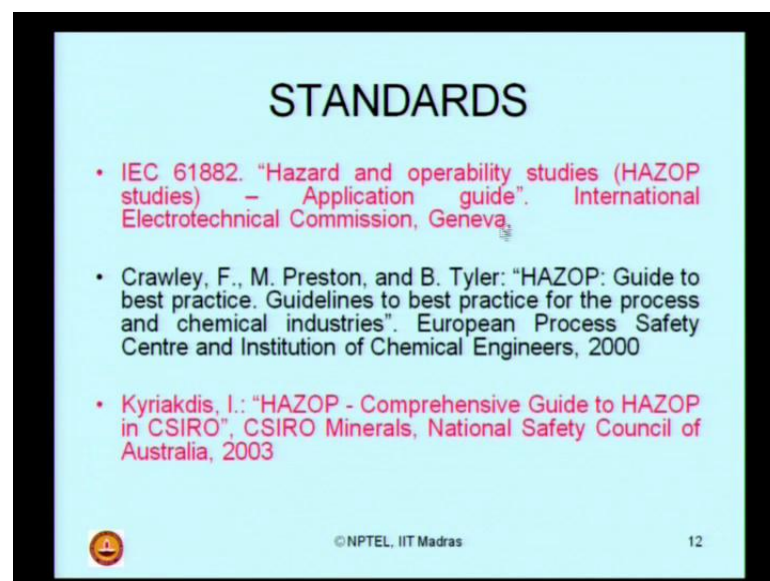 STANDARDS
• IEC 61882. “Hazard and operability studies (HAZOP
studies) – Application guide”. International
Electrotechnical Commission, Geneva.
• Crawley, F., M. Preston, and B. Tyler: “HAZOP: Guide to
best practice. Guidelines to best practice for the process
and chemical industries”. European Process Safety
Centre and Institution of Chemical Engineers, 2000
• Kyriakdis, I.: “HAZOP - Comprehensive Guide to HAZOP
in CSIRO”, CSIRO Minerals, National Safety Council of
Australia, 2003
© NPTEL, IIT Madras
12